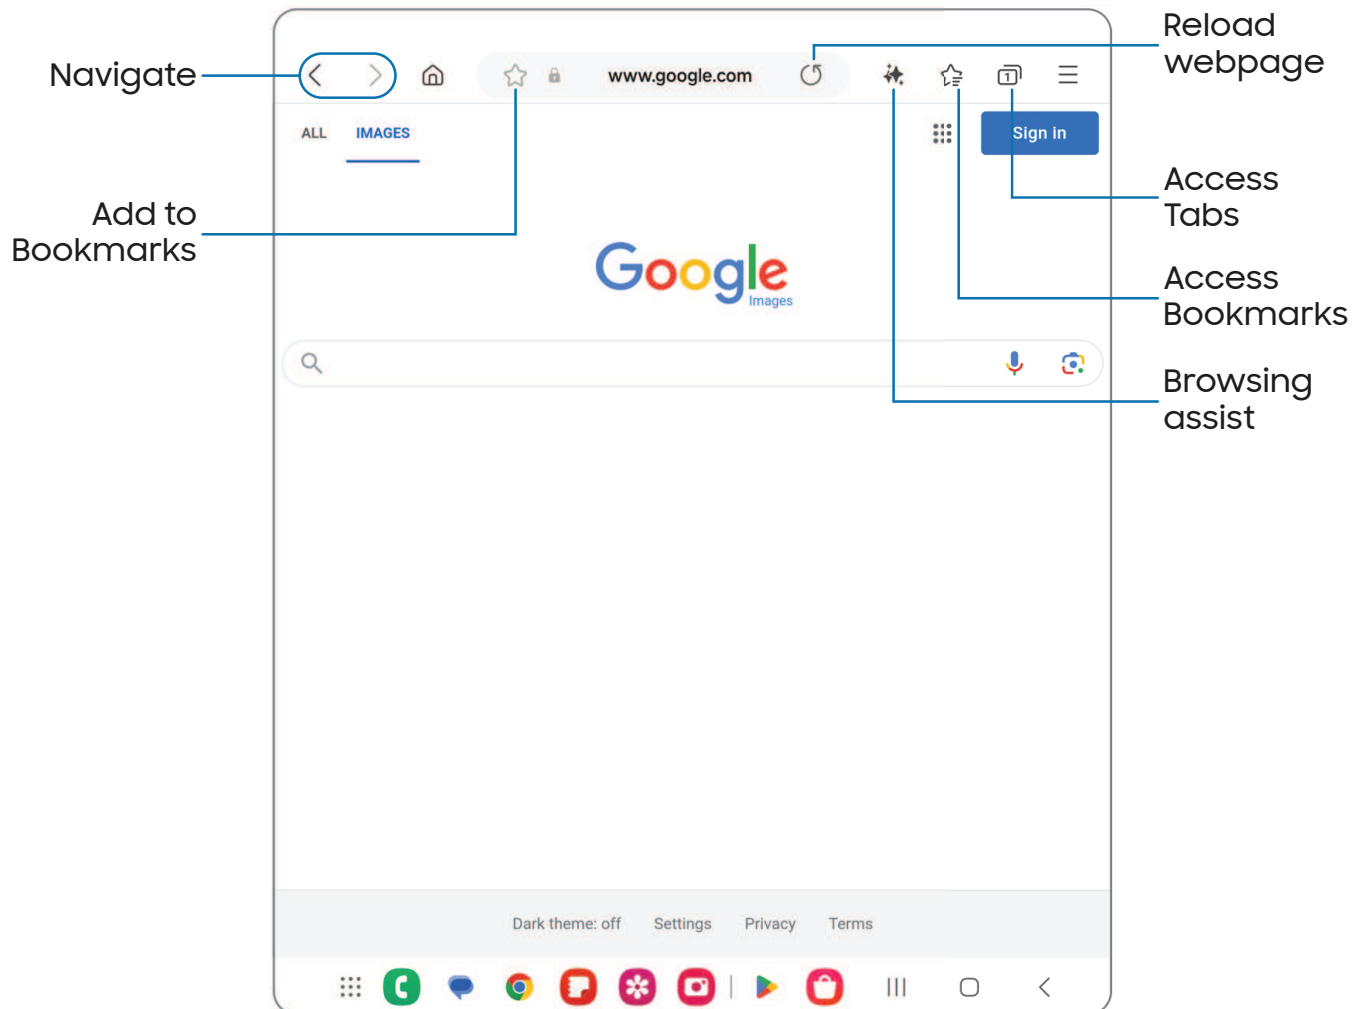 Reload
webpage
Navigate
www.google.com
1
ALL IMAGES
Sign in
Access
Tabs
Add to
Bookmarks
Google
Images
Access
Bookmarks
Browsing
assist
Dark theme: off Settings Privacy Terms